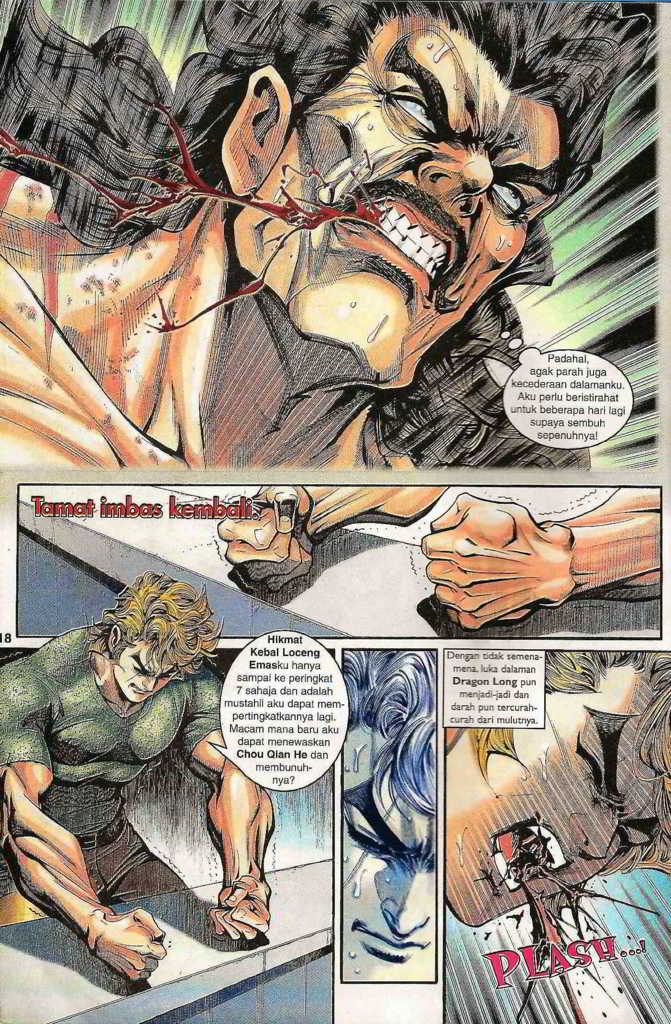 Padahal,
agak parah juga
kecederaan dalamanku.
Aku perlu beristirahat
untuk beberapa hari lagi
supaya sembuh
sepenuhnya!
Tamat imbas kembali
18
Hikmat
Kebal Loceng
Emasku hanya
sampai ke peringkat
7 sahaja dan adalah
mustahil aku dapat mem-
pertingkatkannya lagi.
Macam mana baru aku
dapat menewaskan
Chou Qian He dan
membunuh-
nya?
Dengan tidak semena-
mena, luka dalaman
Dragon Long pun
menjadi-jadi dan
darah pun tercurah-
curah dari mulutnya.
PLASH...!